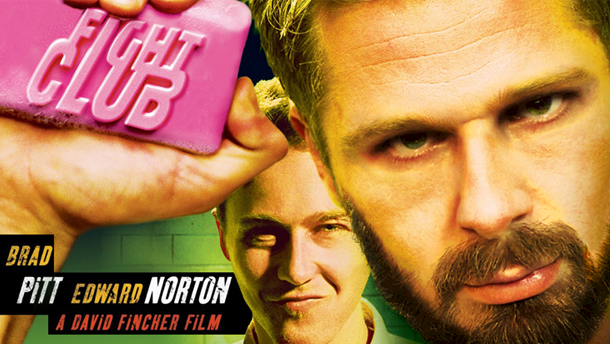 FIGHT
CLUB
BRAD
PITT EDWARD NORTON
A DAVID FINCHER FILM